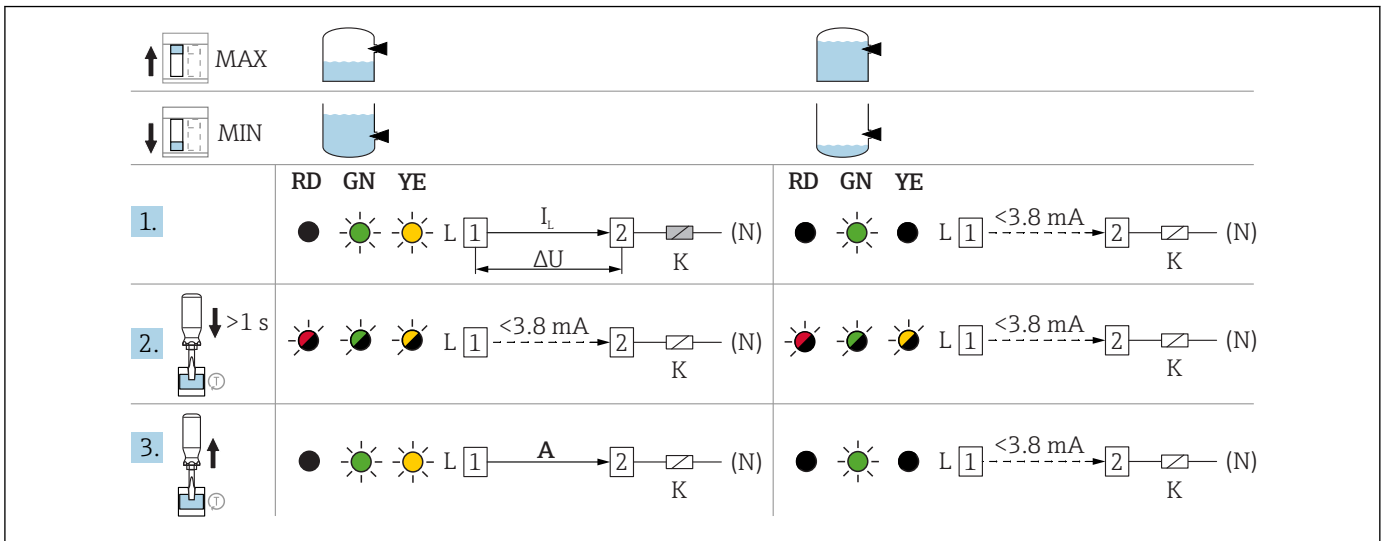 MAX
MIN
RD GN YE
RD GN YE
1.
L 1 I_L 2 (N)
ΔU K
L 1 <3.8 mA 2 (N)
K
2. >1 s
T
L 1 <3.8 mA 2 (N)
K
L 1 <3.8 mA 2 (N)
K
3.
T
L 1 A 2 (N)
K
L 1 <3.8 mA 2 (N)
K